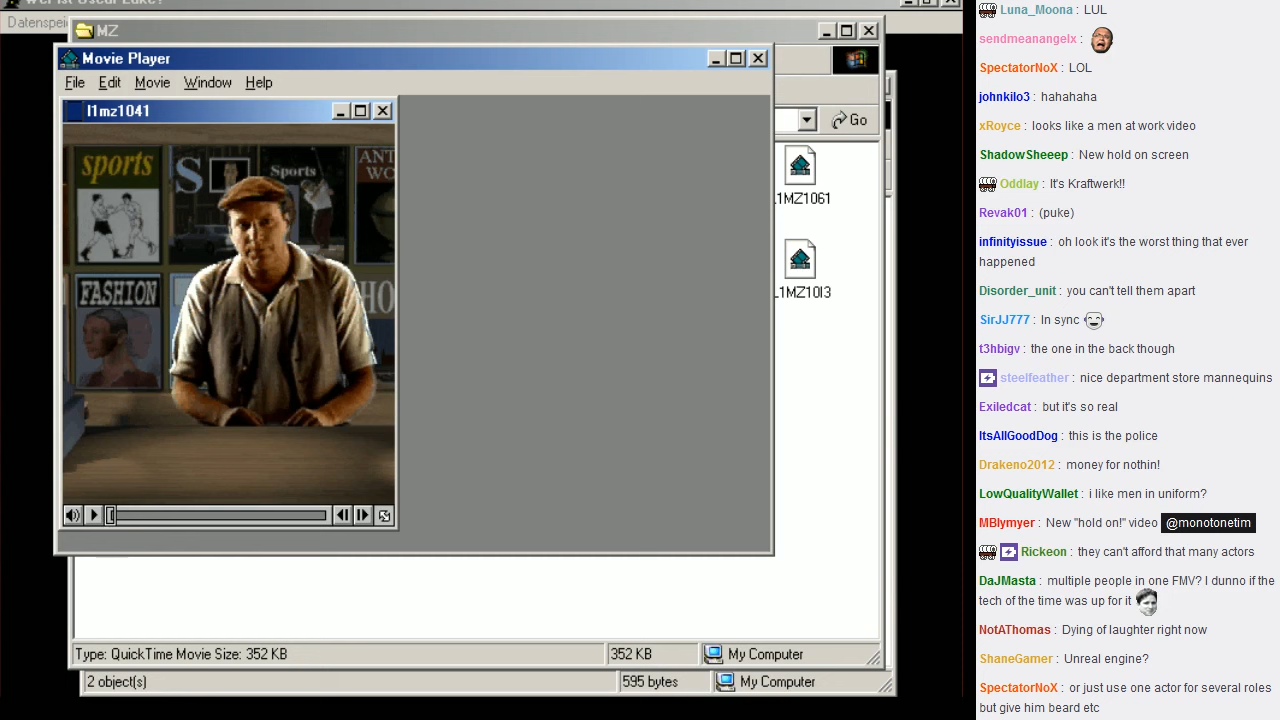 Wer ist Oscar Lake?
Datenspei
MZ
Movie Player
File Edit Movie Window Help
l1mz1041
sports
S
Sports
ANT
WO
FASHION
HO
Go
L1MZ1061
L1MZ10I3
Type: QuickTime Movie Size: 352 KB
352 KB
My Computer
2 object(s)
595 bytes
My Computer
Luna_Moona : LUL
sendmeanangelx :
SpectatorNoX : LOL
johnkilo3 : hahahaha
xRoyce : looks like a men at work video
ShadowSheeep : New hold on screen
Oddlay : It's Kraftwerk!!
Revak01 : (puke)
infinityissue : oh look it's the worst thing that ever
happened
Disorder_unit : you can't tell them apart
SirJJ777 : In sync
t3hbigv : the one in the back though
steelfeather : nice department store mannequins
Exiledcat : but it's so real
ItsAllGoodDog : this is the police
Drakeno2012 : money for nothin!
LowQualityWallet : i like men in uniform?
MBlymyer : New "hold on!" video @monotonetim
Rickeon : they can't afford that many actors
DaJMasta : multiple people in one FMV? I dunno if the
tech of the time was up for it
NotAThomas : Dying of laughter right now
ShaneGamer : Unreal engine?
SpectatorNoX : or just use one actor for several roles
but give him beard etc